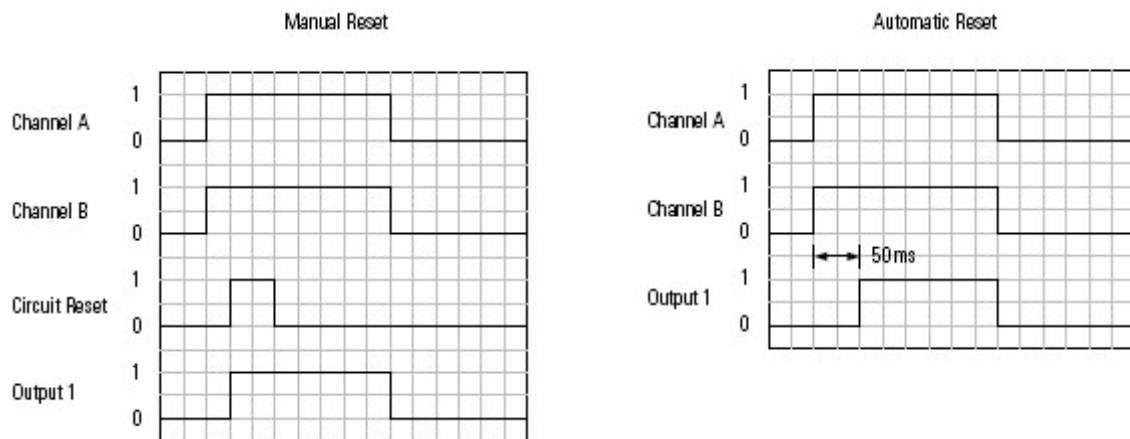 Manual Reset
Channel A
1
0
Channel B
1
0
Circuit Reset
1
0
Output 1
1
0
Automatic Reset
Channel A
1
0
Channel B
1
0
50 ms
Output 1
1
0